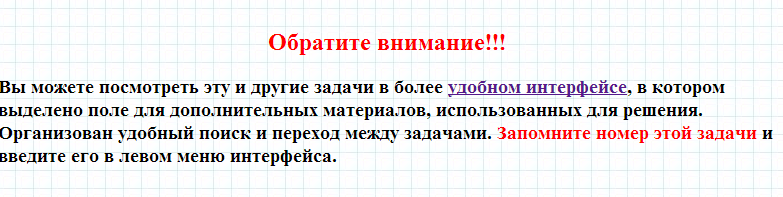 Обратите внимание!!!
Вы можете посмотреть эту и другие задачи в более удобном интерфейсе, в котором
выделено поле для дополнительных материалов, использованных для решения.
Организован удобный поиск и переход между задачами. Запомните номер этой задачи и
введите его в левом меню интерфейса.